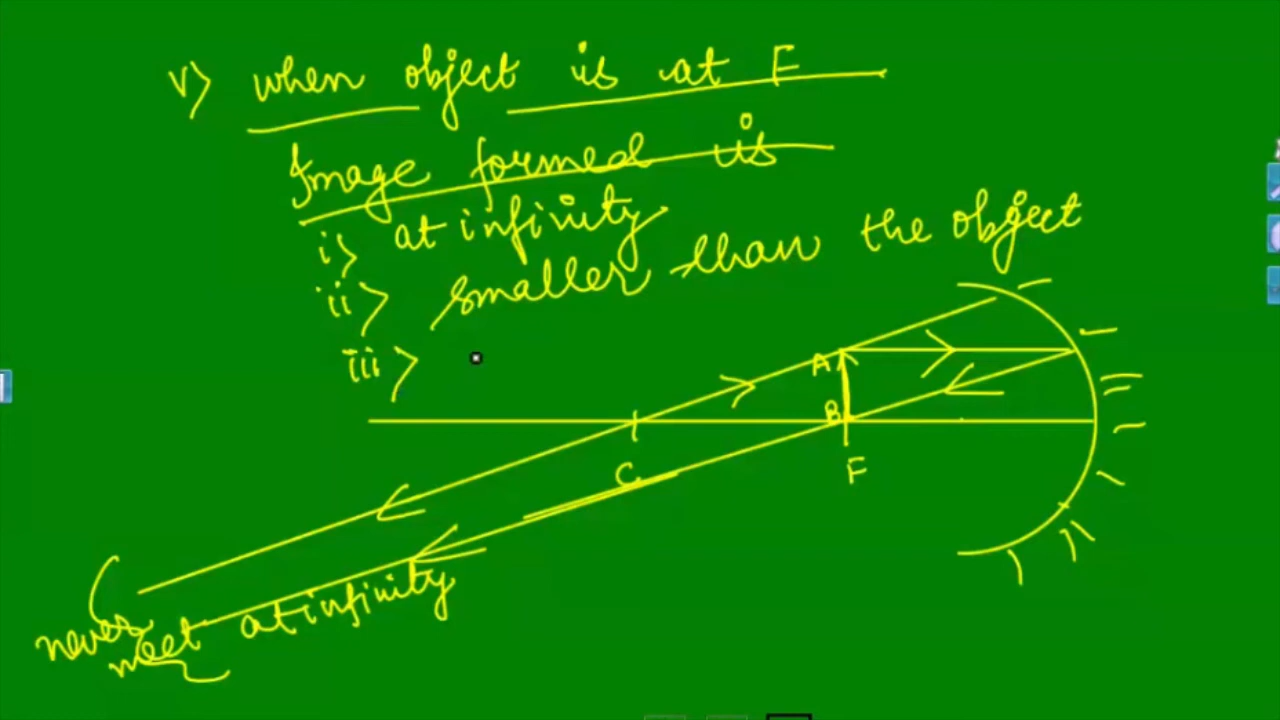 v) when object is at F
Image formed is
i) at infinity
ii) smaller than the object
iii)
A
B
C
F
never meet at infinity